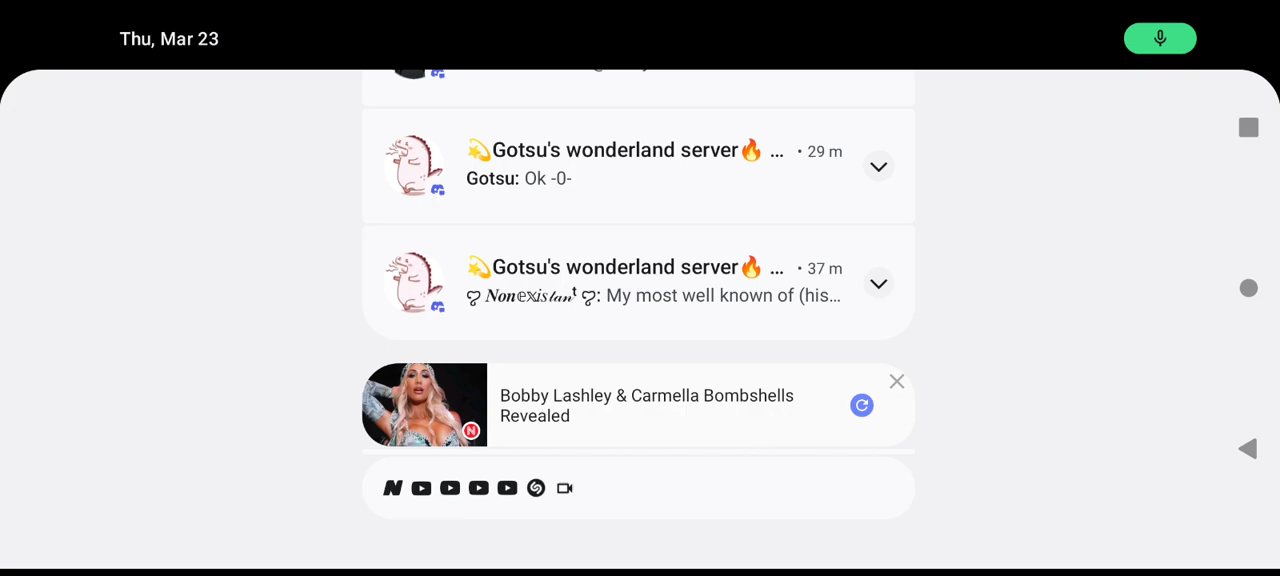 Thu, Mar 23
💫Gotsu's wonderland server🔥 ... • 29 m
Gotsu: Ok -0-
💫Gotsu's wonderland server🔥 ... • 37 m
ღ 𝑵𝒐𝒏𝕖𝕩𝒾𝓈𝓉𝒶𝓃ᵗ ღ: My most well known of (his...
Bobby Lashley & Carmella Bombshells
Revealed